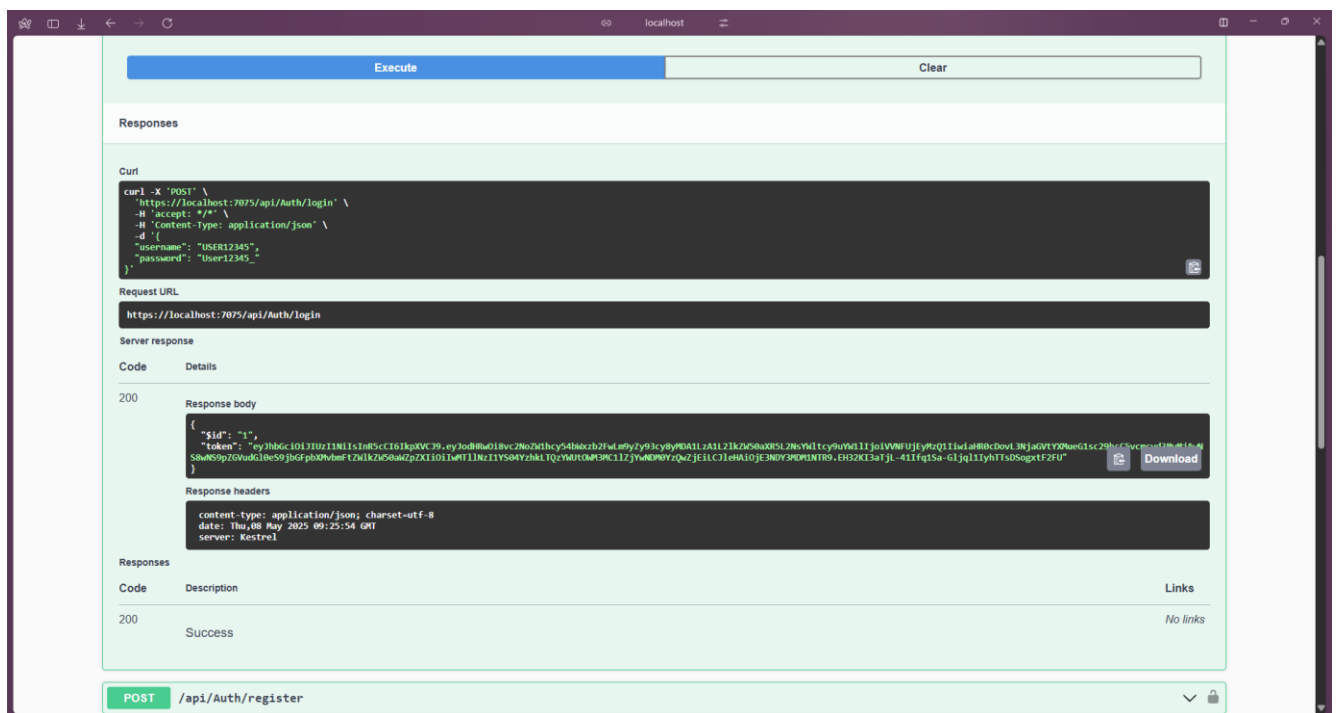 localhost
Execute
Clear
Responses
Curl
curl -X 'POST' \
'https://localhost:7075/api/Auth/login' \
-H 'accept: */*' \
-H 'Content-Type: application/json' \
-d '{
"username": "USER12345",
"password": "User12345_"
}'
Request URL
https://localhost:7075/api/Auth/login
Server response
Code
Details
200
Response body
{
"$id": "1",
"token":
}
Download
Response headers
content-type: application/json; charset=utf-8
date: Thu,08 May 2025 09:25:54 GMT
server: Kestrel
Responses
Code
Description
Links
200
Success
No links
POST
/api/Auth/register